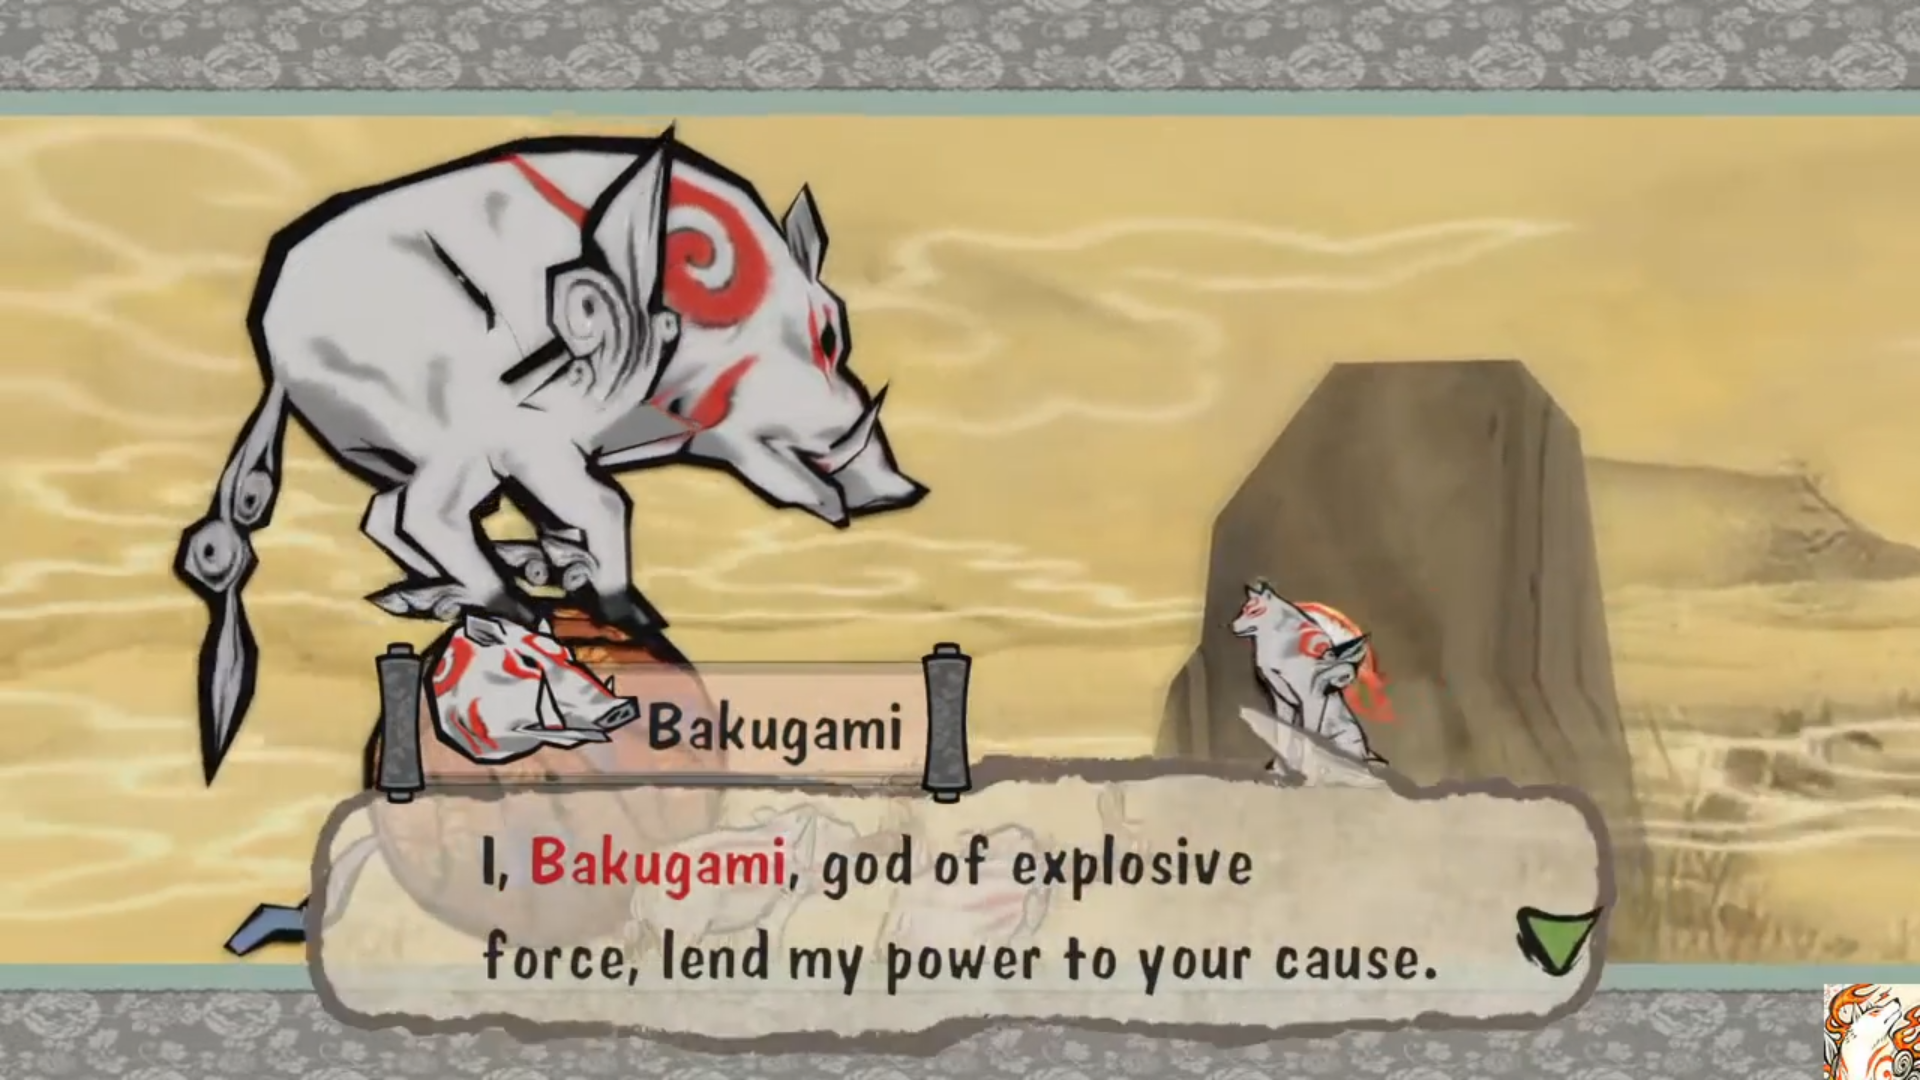 Bakugami
I, Bakugami, god of explosive
force, lend my power to your cause.